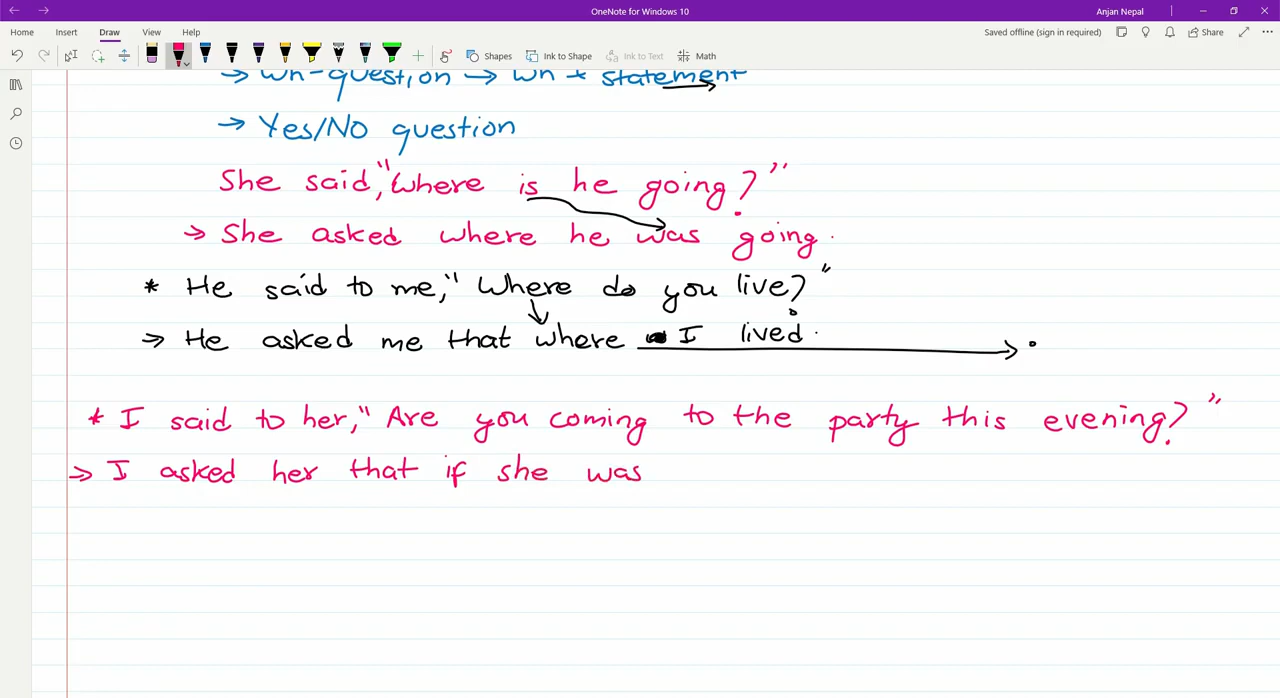 OneNote for Windows 10
Anjan Nepal
Home Insert Draw View Help
Saved offline (sign in required)
Share
Shapes Ink to Shape Ink to Text Math
→ Wh-question → Wh + statement
→ Yes/No question
She said, "Where is he going?"
→ She asked where he was going.
* He said to me, "Where do you live?"
→ He asked me that where I lived.
* I said to her, "Are you coming to the party this evening?"
→ I asked her that if she was